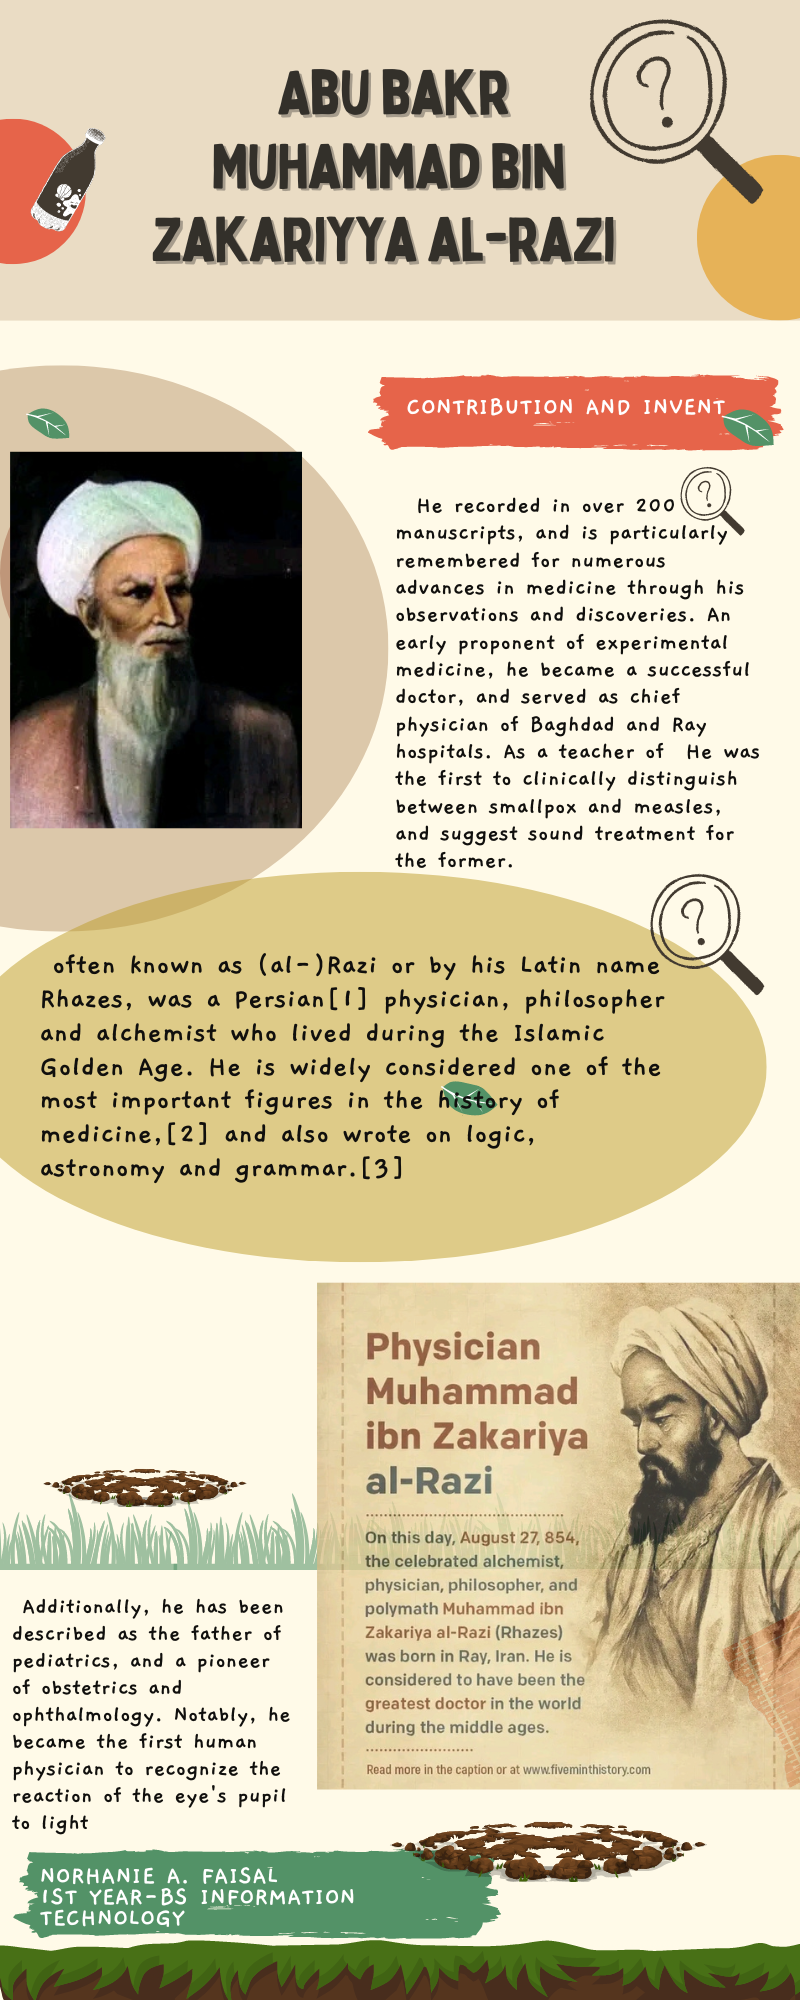 ABU BAKR
MUHAMMAD BIN
ZAKARIYYA AL-RAZI
CONTRIBUTION AND INVENT
He recorded in over 200
manuscripts, and is particularly
remembered for numerous
advances in medicine through his
observations and discoveries. An
early proponent of experimental
medicine, he became a successful
doctor, and served as chief
physician of Baghdad and Ray
hospitals. As a teacher of He was
the first to clinically distinguish
between smallpox and measles,
and suggest sound treatment for
the former.
often known as (al-)Razi or by his Latin name
Rhazes, was a Persian[1] physician, philosopher
and alchemist who lived during the Islamic
Golden Age. He is widely considered one of the
most important figures in the history of
medicine,[2] and also wrote on logic,
astronomy and grammar.[3]
Physician
Muhammad
ibn Zakariya
al-Razi
On this day, August 27, 854,
the celebrated alchemist,
physician, philosopher, and
polymath Muhammad ibn
Zakariya al-Razi (Rhazes)
was born in Ray, Iran. He is
considered to have been the
greatest doctor in the world
during the middle ages.
Read more in the caption or at www.fiveminthistory.com
Additionally, he has been
described as the father of
pediatrics, and a pioneer
of obstetrics and
ophthalmology. Notably, he
became the first human
physician to recognize the
reaction of the eye's pupil
to light
NORHANIE A. FAISAL
1ST YEAR-BS INFORMATION
TECHNOLOGY